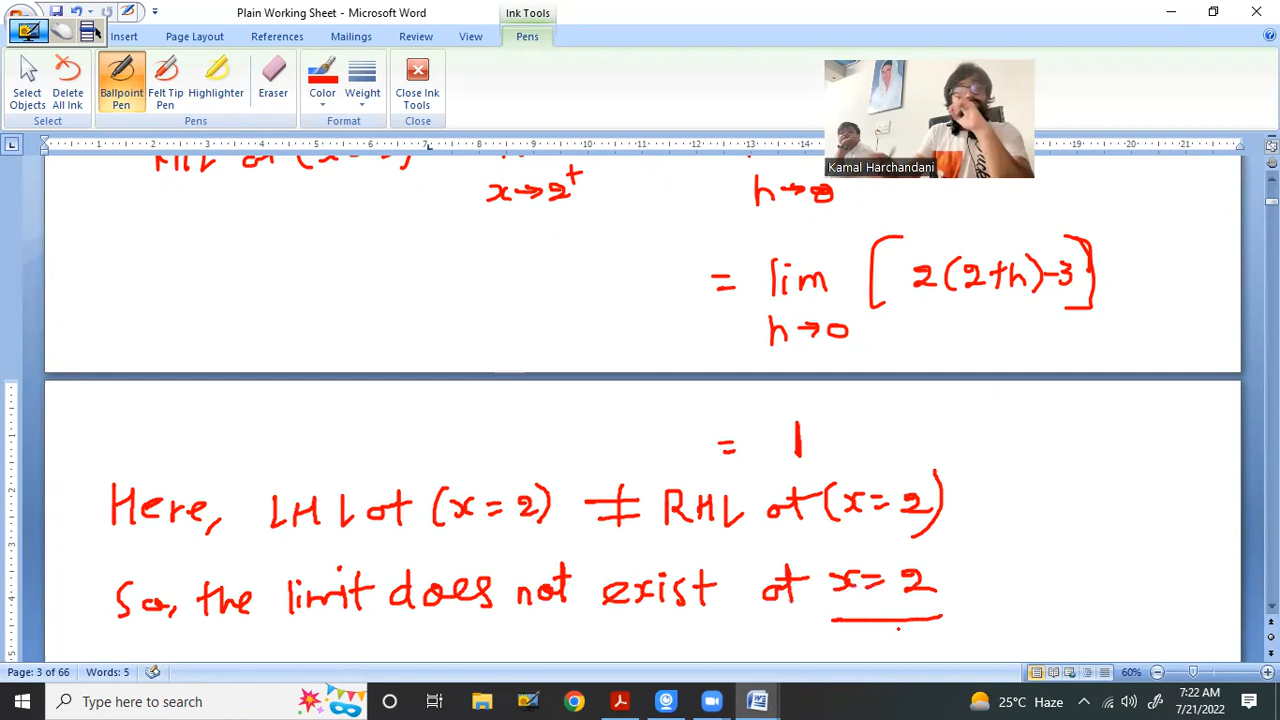 Plain Working Sheet - Microsoft Word
Ink Tools
Insert
Page Layout
References
Mailings
Review
View
Pens
Select Objects
Delete All Ink
Ballpoint Pen
Felt Tip Pen
Highlighter
Eraser
Color
Weight
Close Ink Tools
Select
Pens
Format
Close
Kamal Harchandani
RHL at
x→2⁺
h→0
= lim [ 2(2+h)-3]
h→0
= 1
Here, LHL at (x=2) ≠ RHL at (x=2)
So, the limit does not exist at x=2
Page: 3 of 66
Words: 5
60%
Type here to search
25°C Haze
7:22 AM
7/21/2022